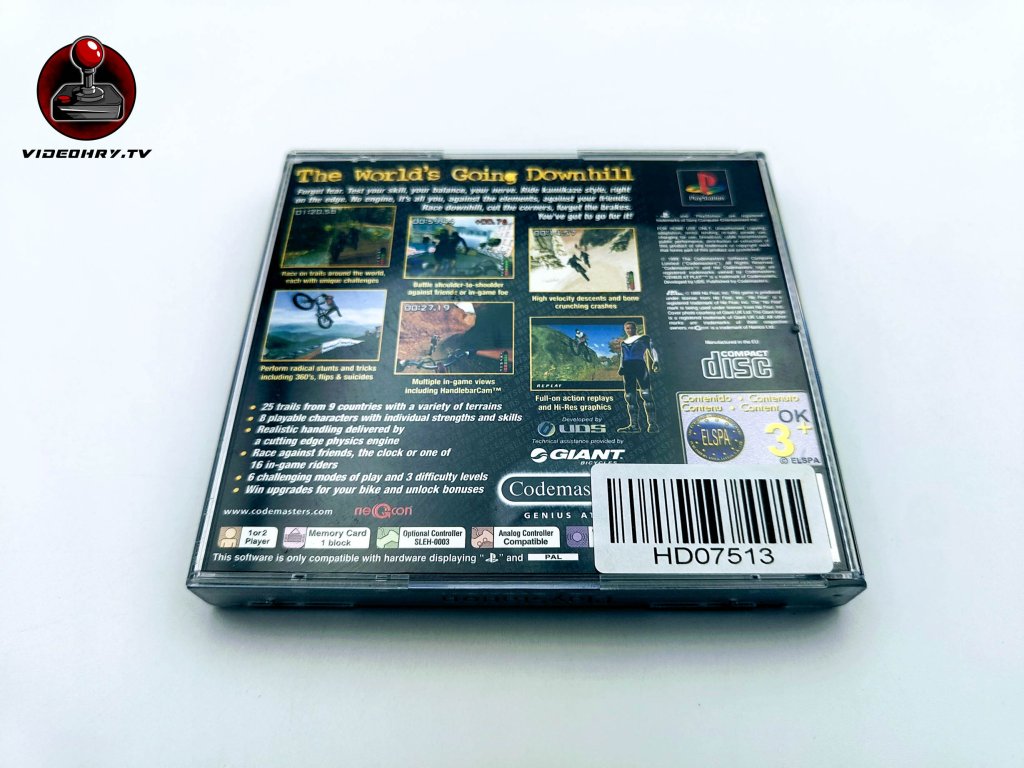 VIDEOHRY.TV
The World's Going Downhill
Forget fear. Test your skill, your balance, your nerve. Ride kamikaze style, right
on the edge. No engine, it's all you, against the elements, against your friends.
Race downhill, cut the corners, forget the brakes.
You've got to go for it!
PlayStation
Race on trails around the world,
each with unique challenges
Battle shoulder-to-shoulder
against friends or in-game foe
High velocity descents and bone
crunching crashes
00:27.19
Perform radical stunts and tricks
including 360's, flips & suicides
Multiple in-game views
including HandlebarCam™
REPLAY
Full-on action replays
and Hi-Res graphics
Manufactured in the EU.
COMPACT
disc
• 25 trails from 9 countries with a variety of terrains
• 8 playable characters with individual strengths and skills
• Realistic handling delivered by
a cutting edge physics engine
• Race against friends, the clock or one of
16 in-game riders
• 6 challenging modes of play and 3 difficulty levels
• Win upgrades for your bike and unlock bonuses
Developed by
UDS
Technical assistance provided by
GIANT
BICYCLES
Contenido • Contenuto
Contenu • Content
ELSPA
OK
3+
© ELSPA
www.codemasters.com
neGcon
Codemas
GENIUS AT
1 or 2
Player
Memory Card
1 block
Optional Controller
SLEH-0003
Analog Controller
Compatible
This software is only compatible with hardware displaying " " and PAL
HD07513